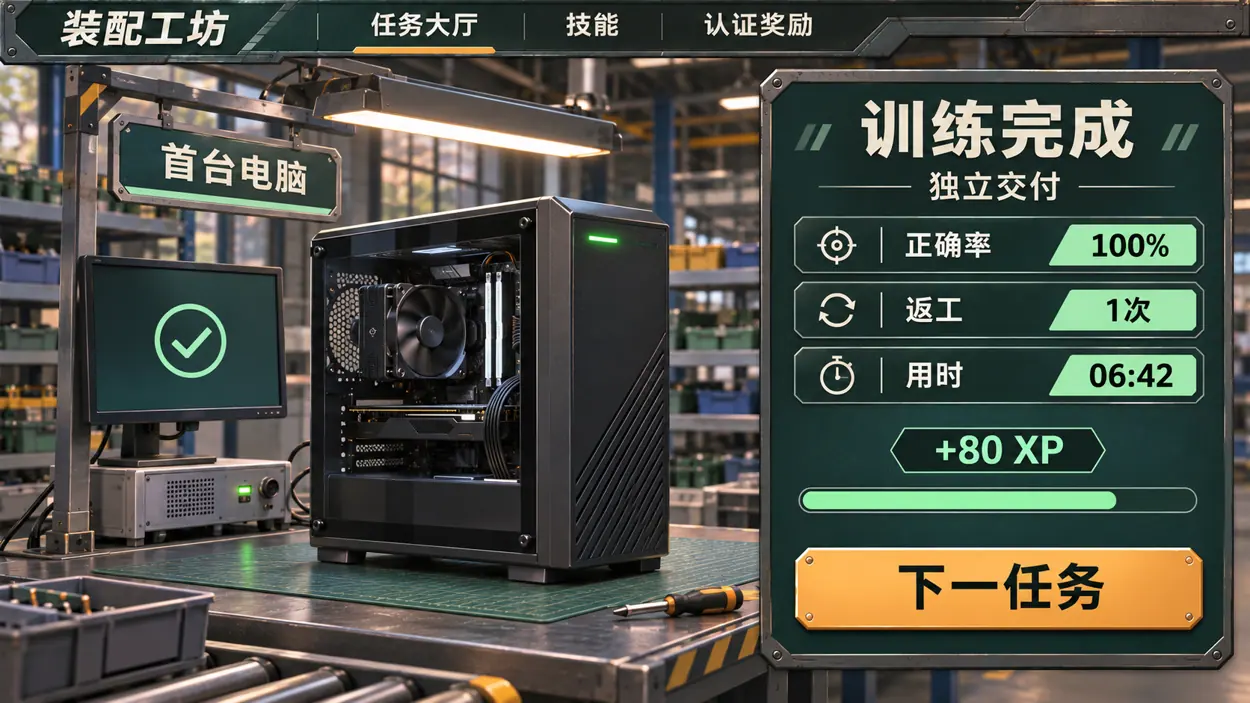 装配工坊
任务大厅
技能
认证奖励
首台电脑
训练完成
独立交付
正确率
100%
返工
1次
用时
06:42
+80 XP
下一任务